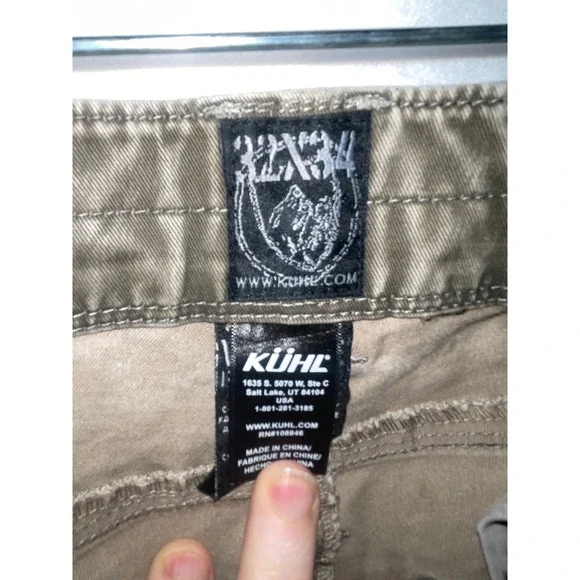 32X34
WWW.KUHL.COM
KÜHL
1635 S. 5070 W, Ste C
Salt Lake, UT 84104
USA
1-801-281-3185
WWW.KUHL.COM
RN#108846
MADE IN CHINA/
FABRIQUE EN CHINE/
HECHO CHINA